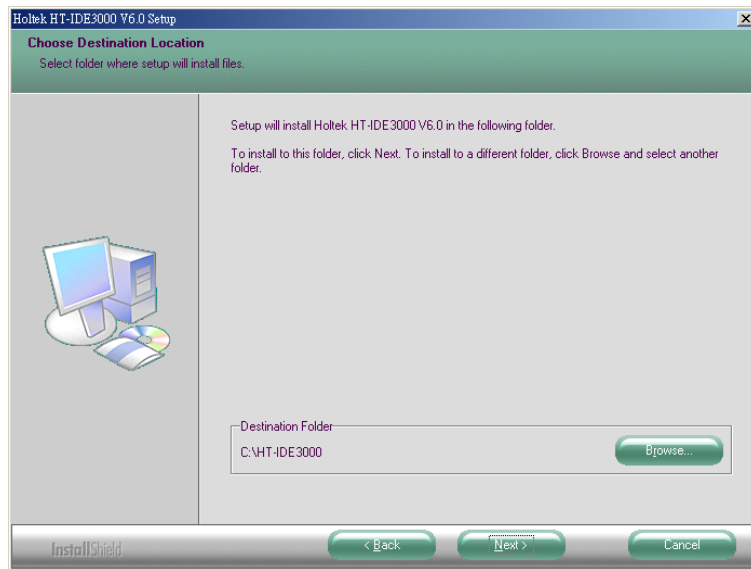 Holtek HT-IDE3000 V6.0 Setup
Choose Destination Location
Select folder where setup will install files.
Setup will install Holtek HT-IDE3000 V6.0 in the following folder.
To install to this folder, click Next. To install to a different folder, click Browse and select another
folder.
Destination Folder
C:\HT-IDE3000
Browse...
InstallShield
< Back
Next >
Cancel